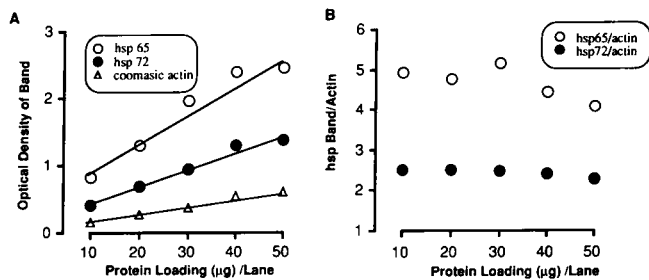 A
hsp 65
hsp 72
coomasic actin
Optical Density of Band
3
2
1
0
10 20 30 40 50
Protein Loading (µg) /Lane
B
hsp65/actin
hsp72/actin
hsp Band/Actin
6
5
4
3
2
1
10 20 30 40 50
Protein Loading (µg) /Lane